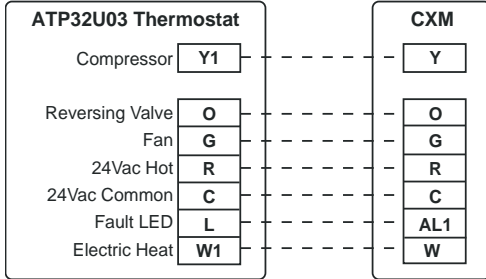 ATP32U03 Thermostat CXM
Compressor Y1 Y
Reversing Valve O O
Fan G G
24Vac Hot R R
24Vac Common C C
Fault LED L AL1
Electric Heat W1 W